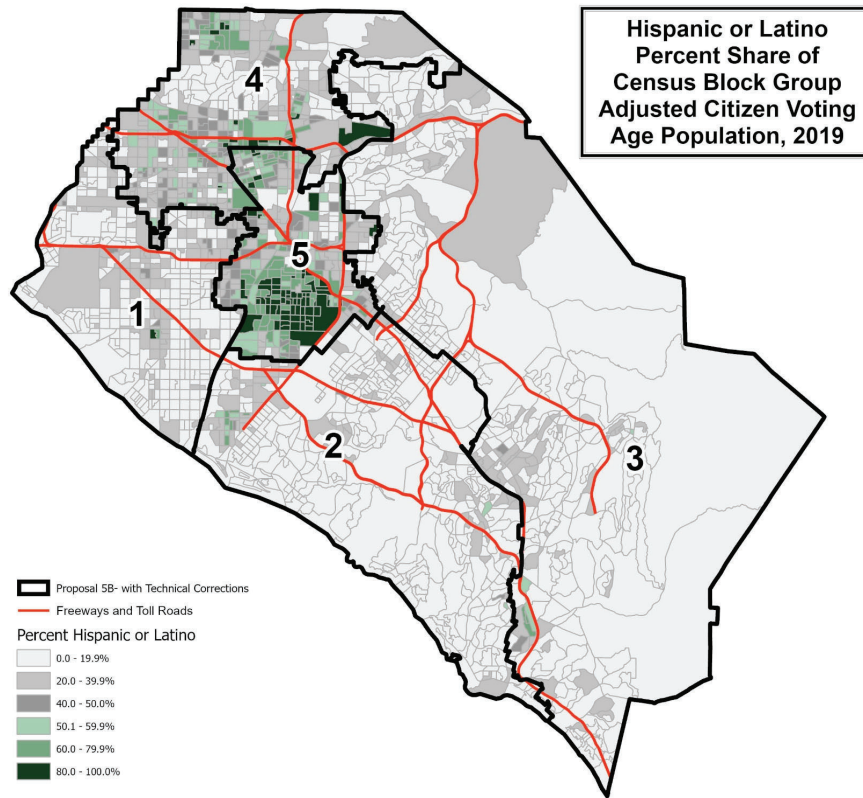 Hispanic or Latino
Percent Share of
Census Block Group
Adjusted Citizen Voting
Age Population, 2019
4
5
1
2
3
Proposal 5B- with Technical Corrections
Freeways and Toll Roads
Percent Hispanic or Latino
0.0 - 19.9%
20.0 - 39.9%
40.0 - 50.0%
50.1 - 59.9%
60.0 - 79.9%
80.0 - 100.0%